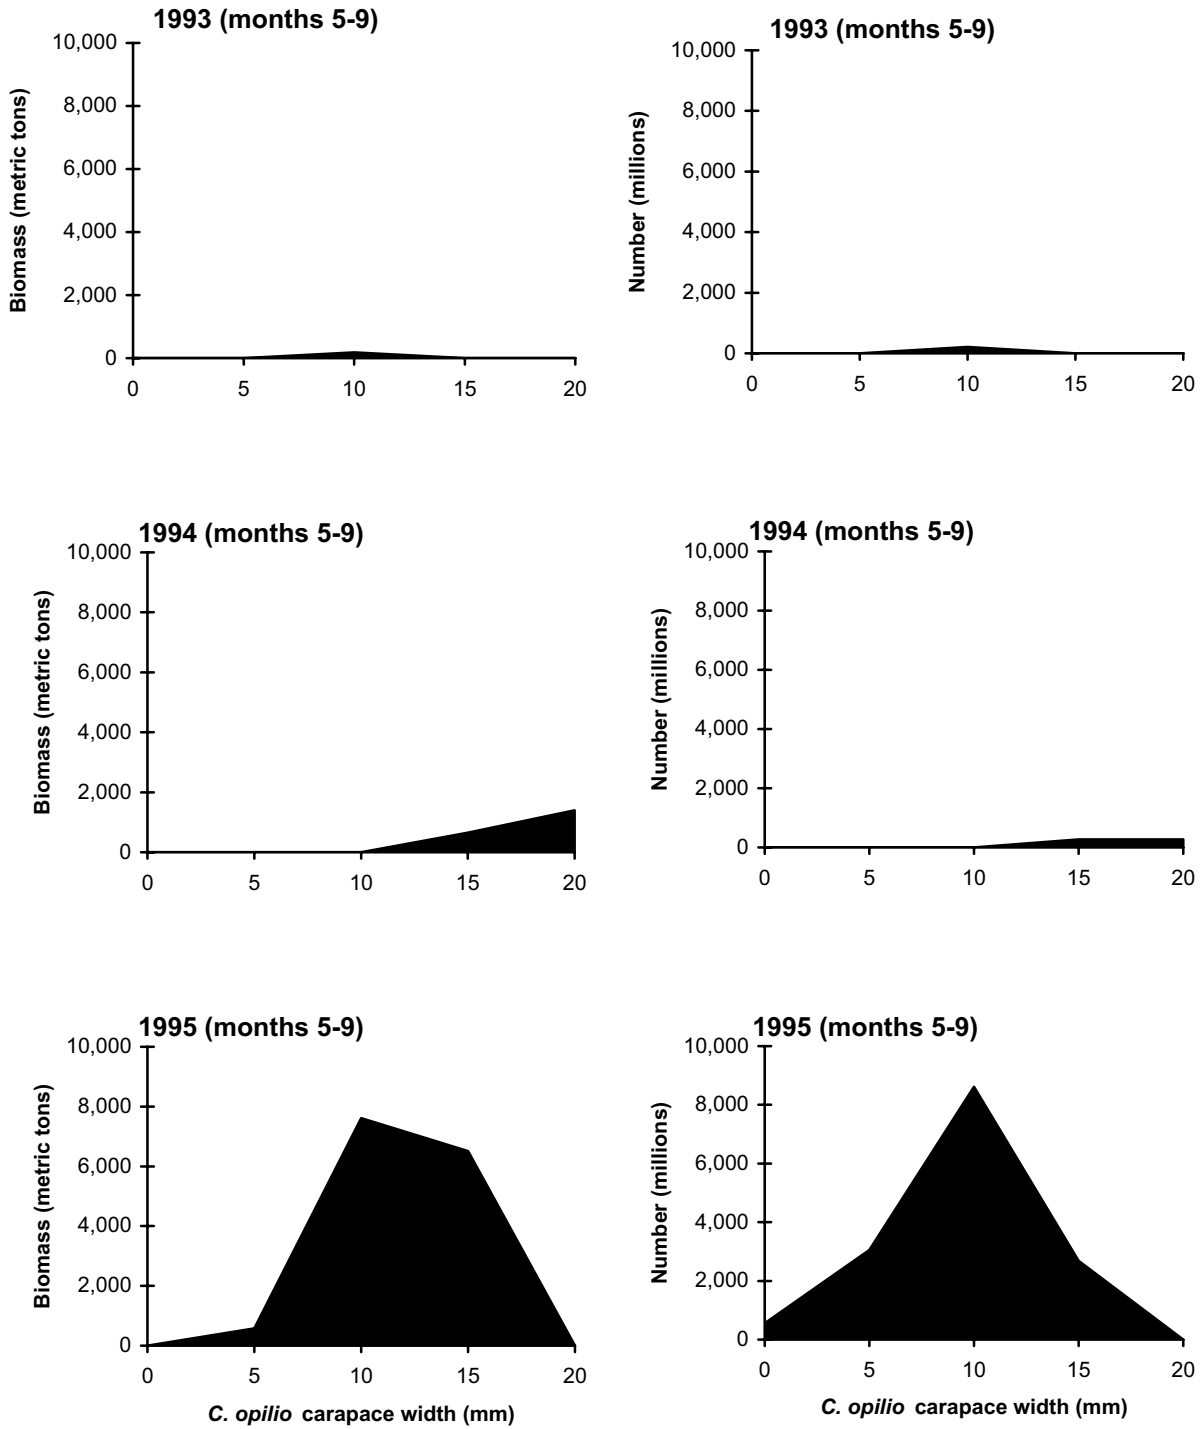 1993 (months 5-9)
Biomass (metric tons)
10,000
8,000
6,000
4,000
2,000
0
0 5 10 15 20
1993 (months 5-9)
Number (millions)
10,000
8,000
6,000
4,000
2,000
0
0 5 10 15 20
1994 (months 5-9)
Biomass (metric tons)
10,000
8,000
6,000
4,000
2,000
0
0 5 10 15 20
1994 (months 5-9)
Number (millions)
10,000
8,000
6,000
4,000
2,000
0
0 5 10 15 20
1995 (months 5-9)
Biomass (metric tons)
10,000
8,000
6,000
4,000
2,000
0
0 5 10 15 20
C. opilio carapace width (mm)
1995 (months 5-9)
Number (millions)
10,000
8,000
6,000
4,000
2,000
0
0 5 10 15 20
C. opilio carapace width (mm)